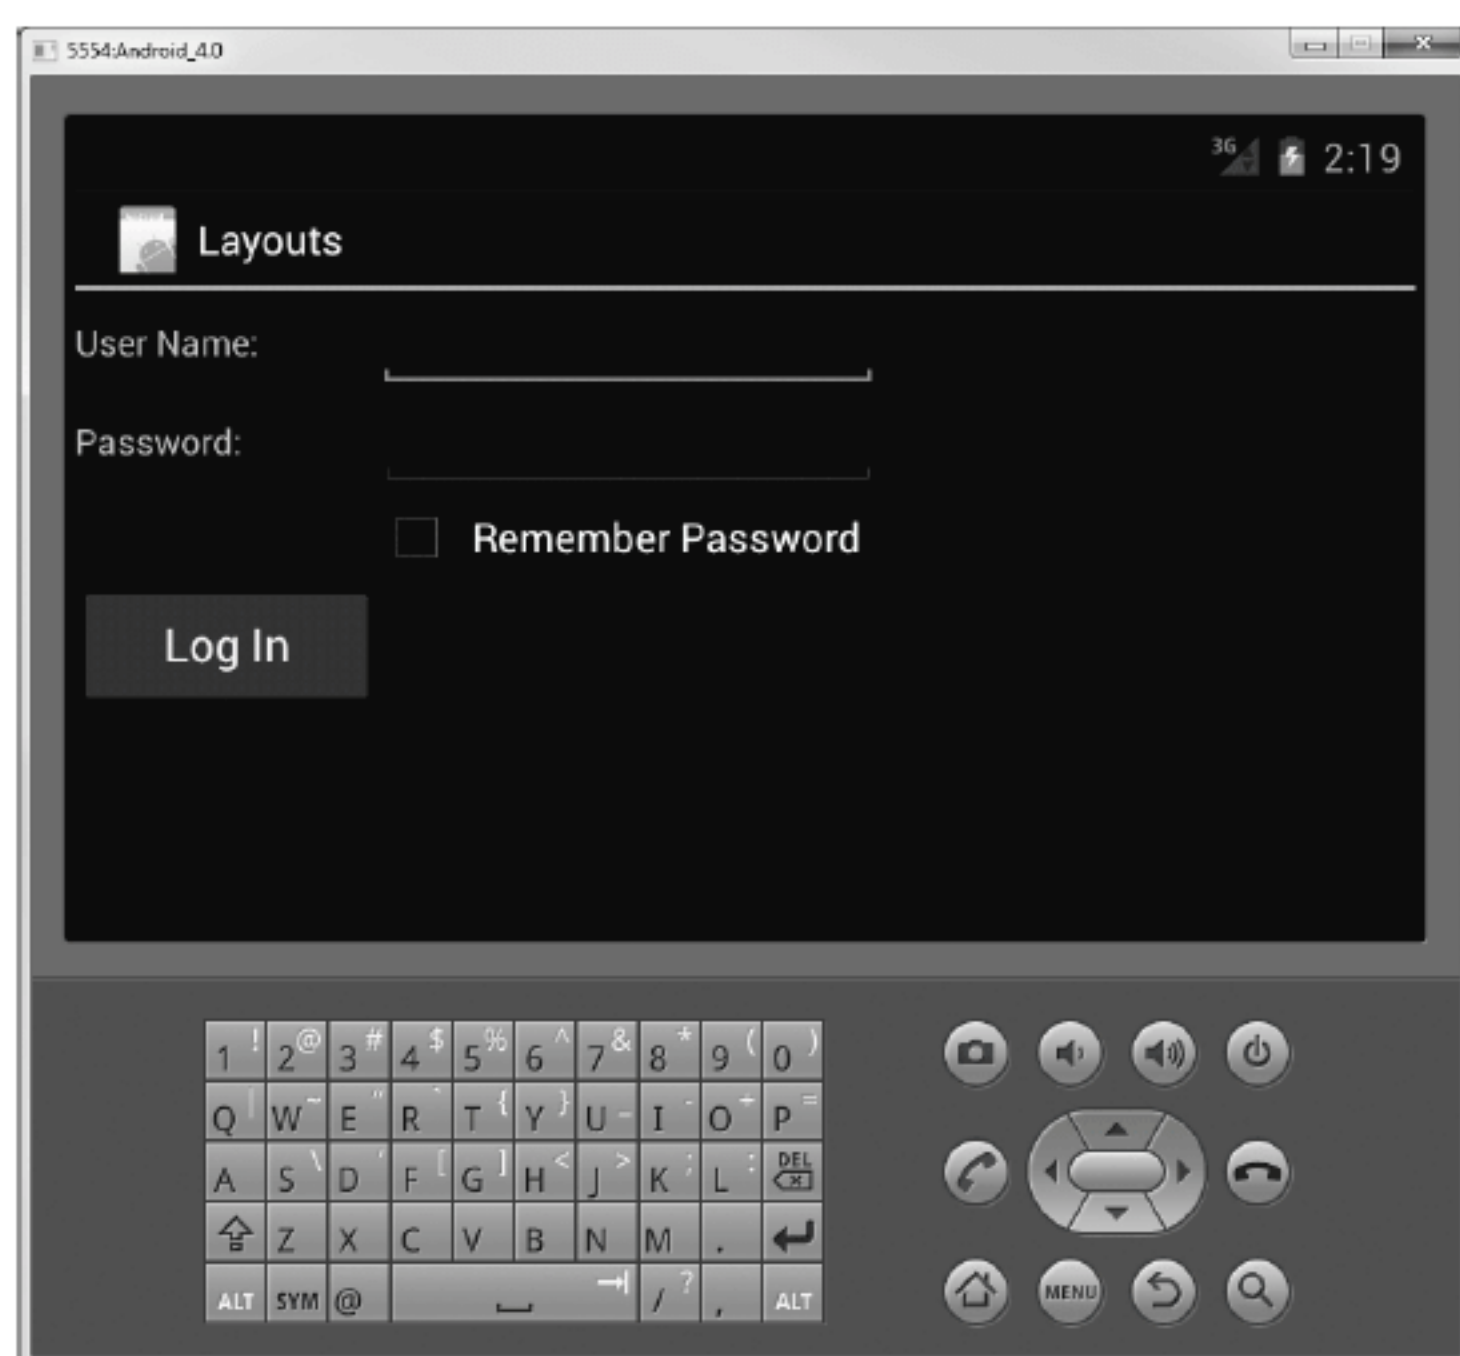 5554:Android_4.0
3G 2:19
Layouts
User Name:
Password:
Remember Password
Log In
1 ! 2 @ 3 # 4 $ 5 % 6 ^ 7 & 8 * 9 ( 0 )
Q | W ~ E " R ` T { Y } U _ I - O + P =
A S \ D ' F [ G ] H < J > K ; L : DEL
Z X C V B N M .
ALT SYM @ / ? , ALT
MENU